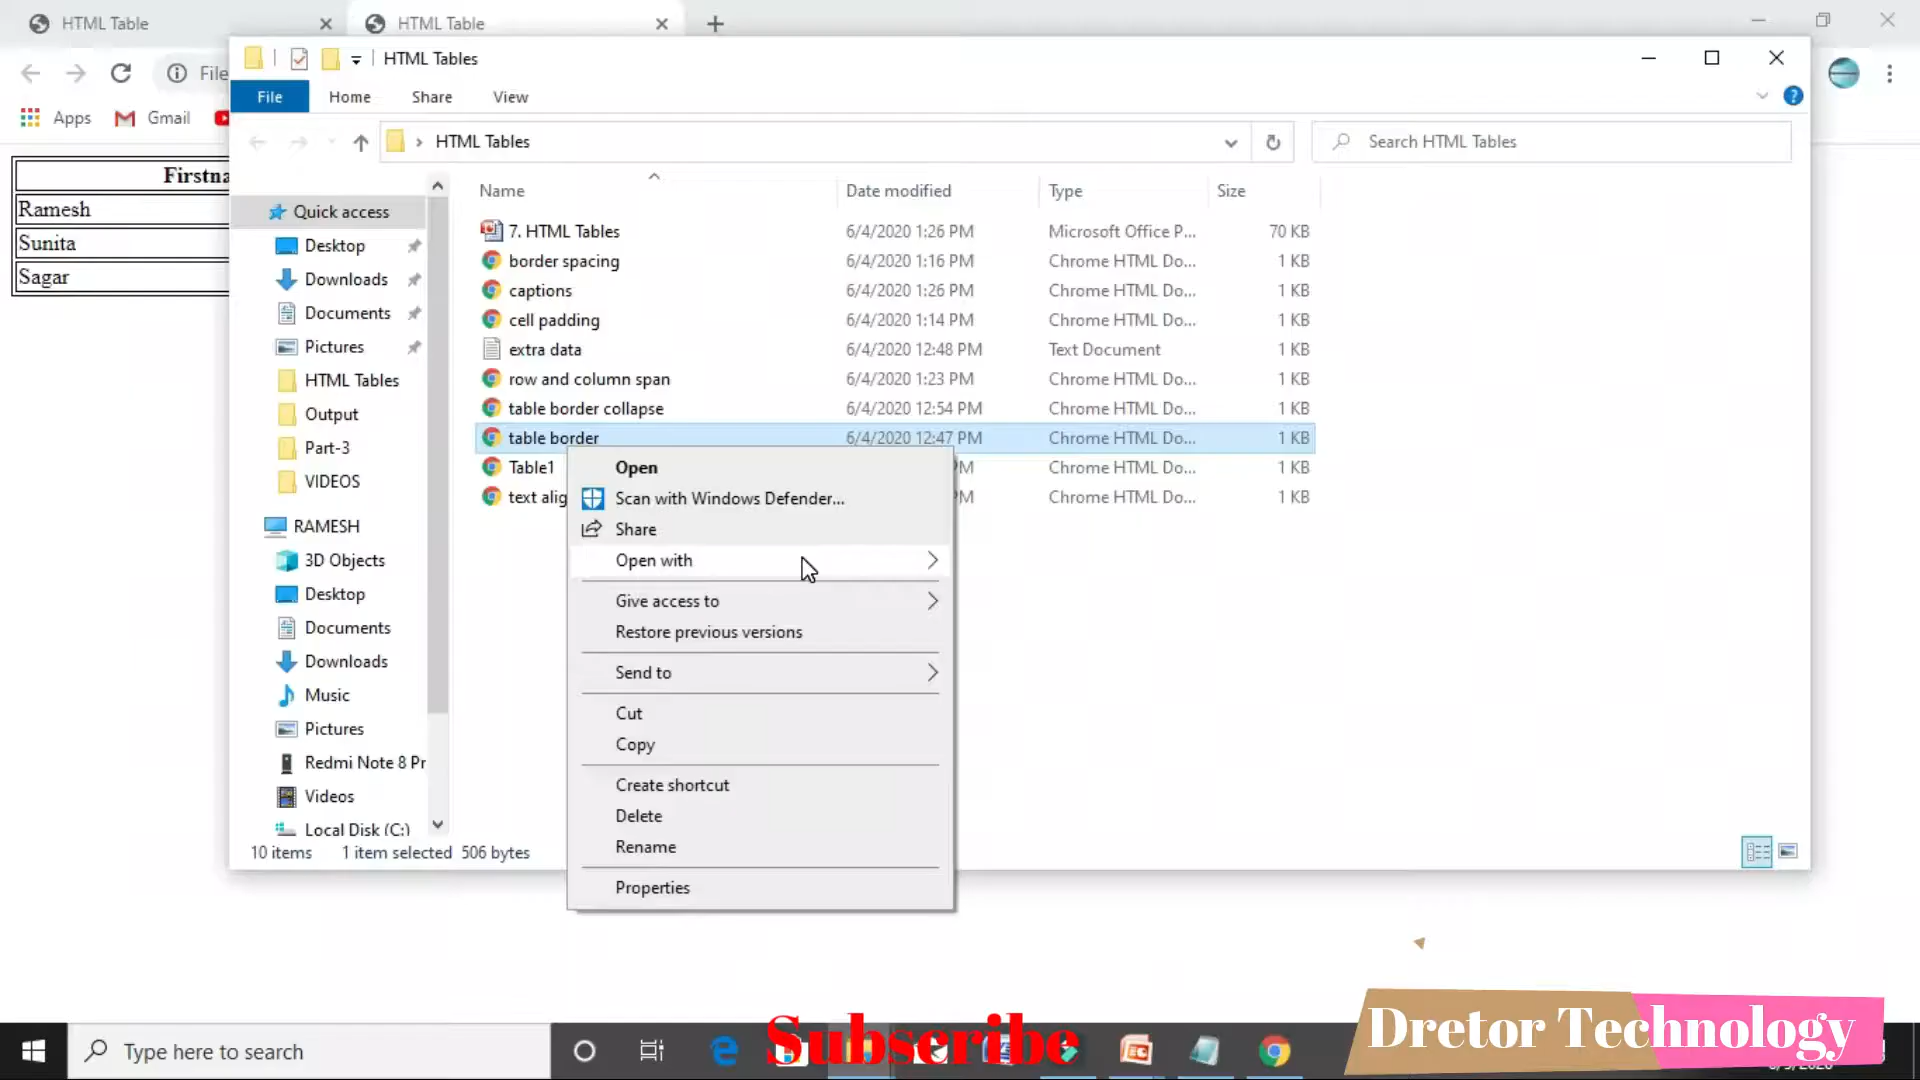 HTML Table
HTML Table
HTML Tables
File
File
Home
Share
View
Apps
Gmail
HTML Tables
Search HTML Tables
Firstna
Ramesh
Sunita
Sagar
Quick access
Desktop
Downloads
Documents
Pictures
HTML Tables
Output
Part-3
VIDEOS
RAMESH
3D Objects
Desktop
Documents
Downloads
Music
Pictures
Redmi Note 8 Pr
Videos
Local Disk (C:)
Name Date modified Type Size
7. HTML Tables 6/4/2020 1:26 PM Microsoft Office P... 70 KB
border spacing 6/4/2020 1:16 PM Chrome HTML Do... 1 KB
captions 6/4/2020 1:26 PM Chrome HTML Do... 1 KB
cell padding 6/4/2020 1:14 PM Chrome HTML Do... 1 KB
extra data 6/4/2020 12:48 PM Text Document 1 KB
row and column span 6/4/2020 1:23 PM Chrome HTML Do... 1 KB
table border collapse 6/4/2020 12:54 PM Chrome HTML Do... 1 KB
table border 6/4/2020 12:47 PM Chrome HTML Do... 1 KB
Table1 PM Chrome HTML Do... 1 KB
text alig PM Chrome HTML Do... 1 KB
Open
Scan with Windows Defender...
Share
Open with
Give access to
Restore previous versions
Send to
Cut
Copy
Create shortcut
Delete
Rename
Properties
10 items 1 item selected 506 bytes
Type here to search
Subscribe
Dretor Technology